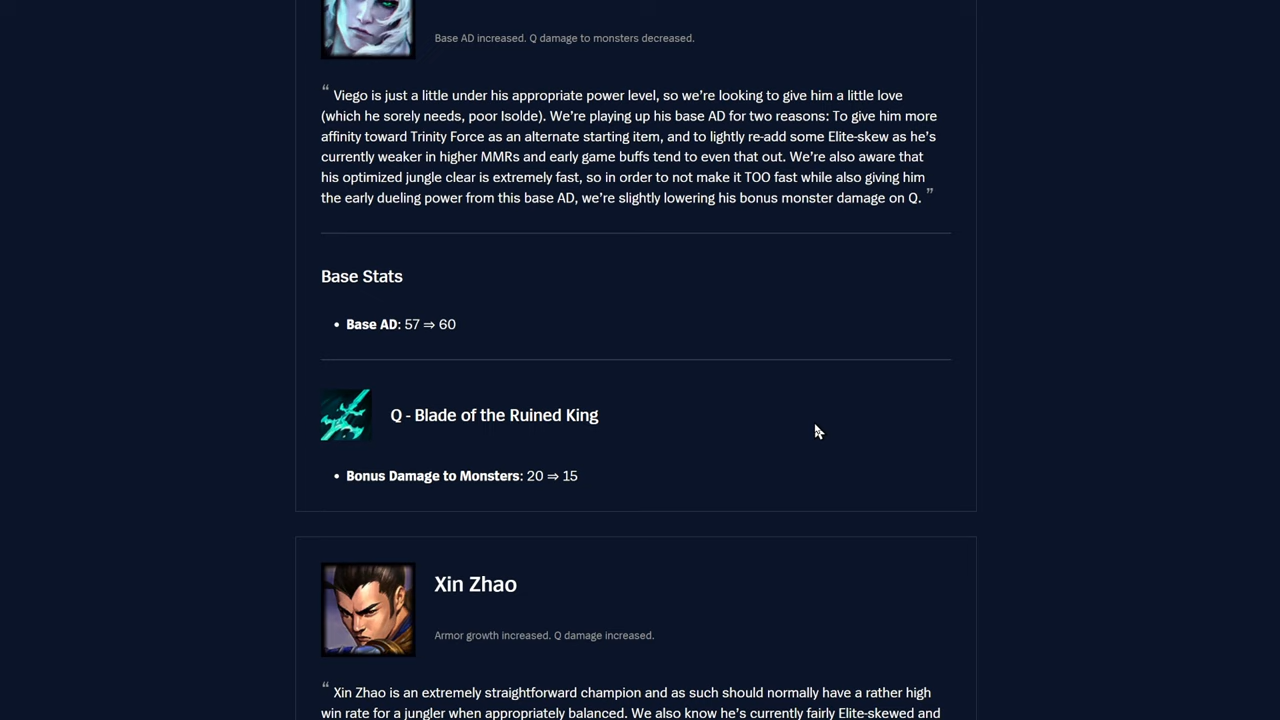 Base AD increased. Q damage to monsters decreased.
“ Viego is just a little under his appropriate power level, so we’re looking to give him a little love
(which he sorely needs, poor Isolde). We’re playing up his base AD for two reasons: To give him more
affinity toward Trinity Force as an alternate starting item, and to lightly re-add some Elite-skew as he’s
currently weaker in higher MMRs and early game buffs tend to even that out. We’re also aware that
his optimized jungle clear is extremely fast, so in order to not make it TOO fast while also giving him
the early dueling power from this base AD, we’re slightly lowering his bonus monster damage on Q. ”
Base Stats
• Base AD: 57 ⇒ 60
Q - Blade of the Ruined King
• Bonus Damage to Monsters: 20 ⇒ 15
Xin Zhao
Armor growth increased. Q damage increased.
“ Xin Zhao is an extremely straightforward champion and as such should normally have a rather high
win rate for a jungler when appropriately balanced. We also know he’s currently fairly Elite-skewed and